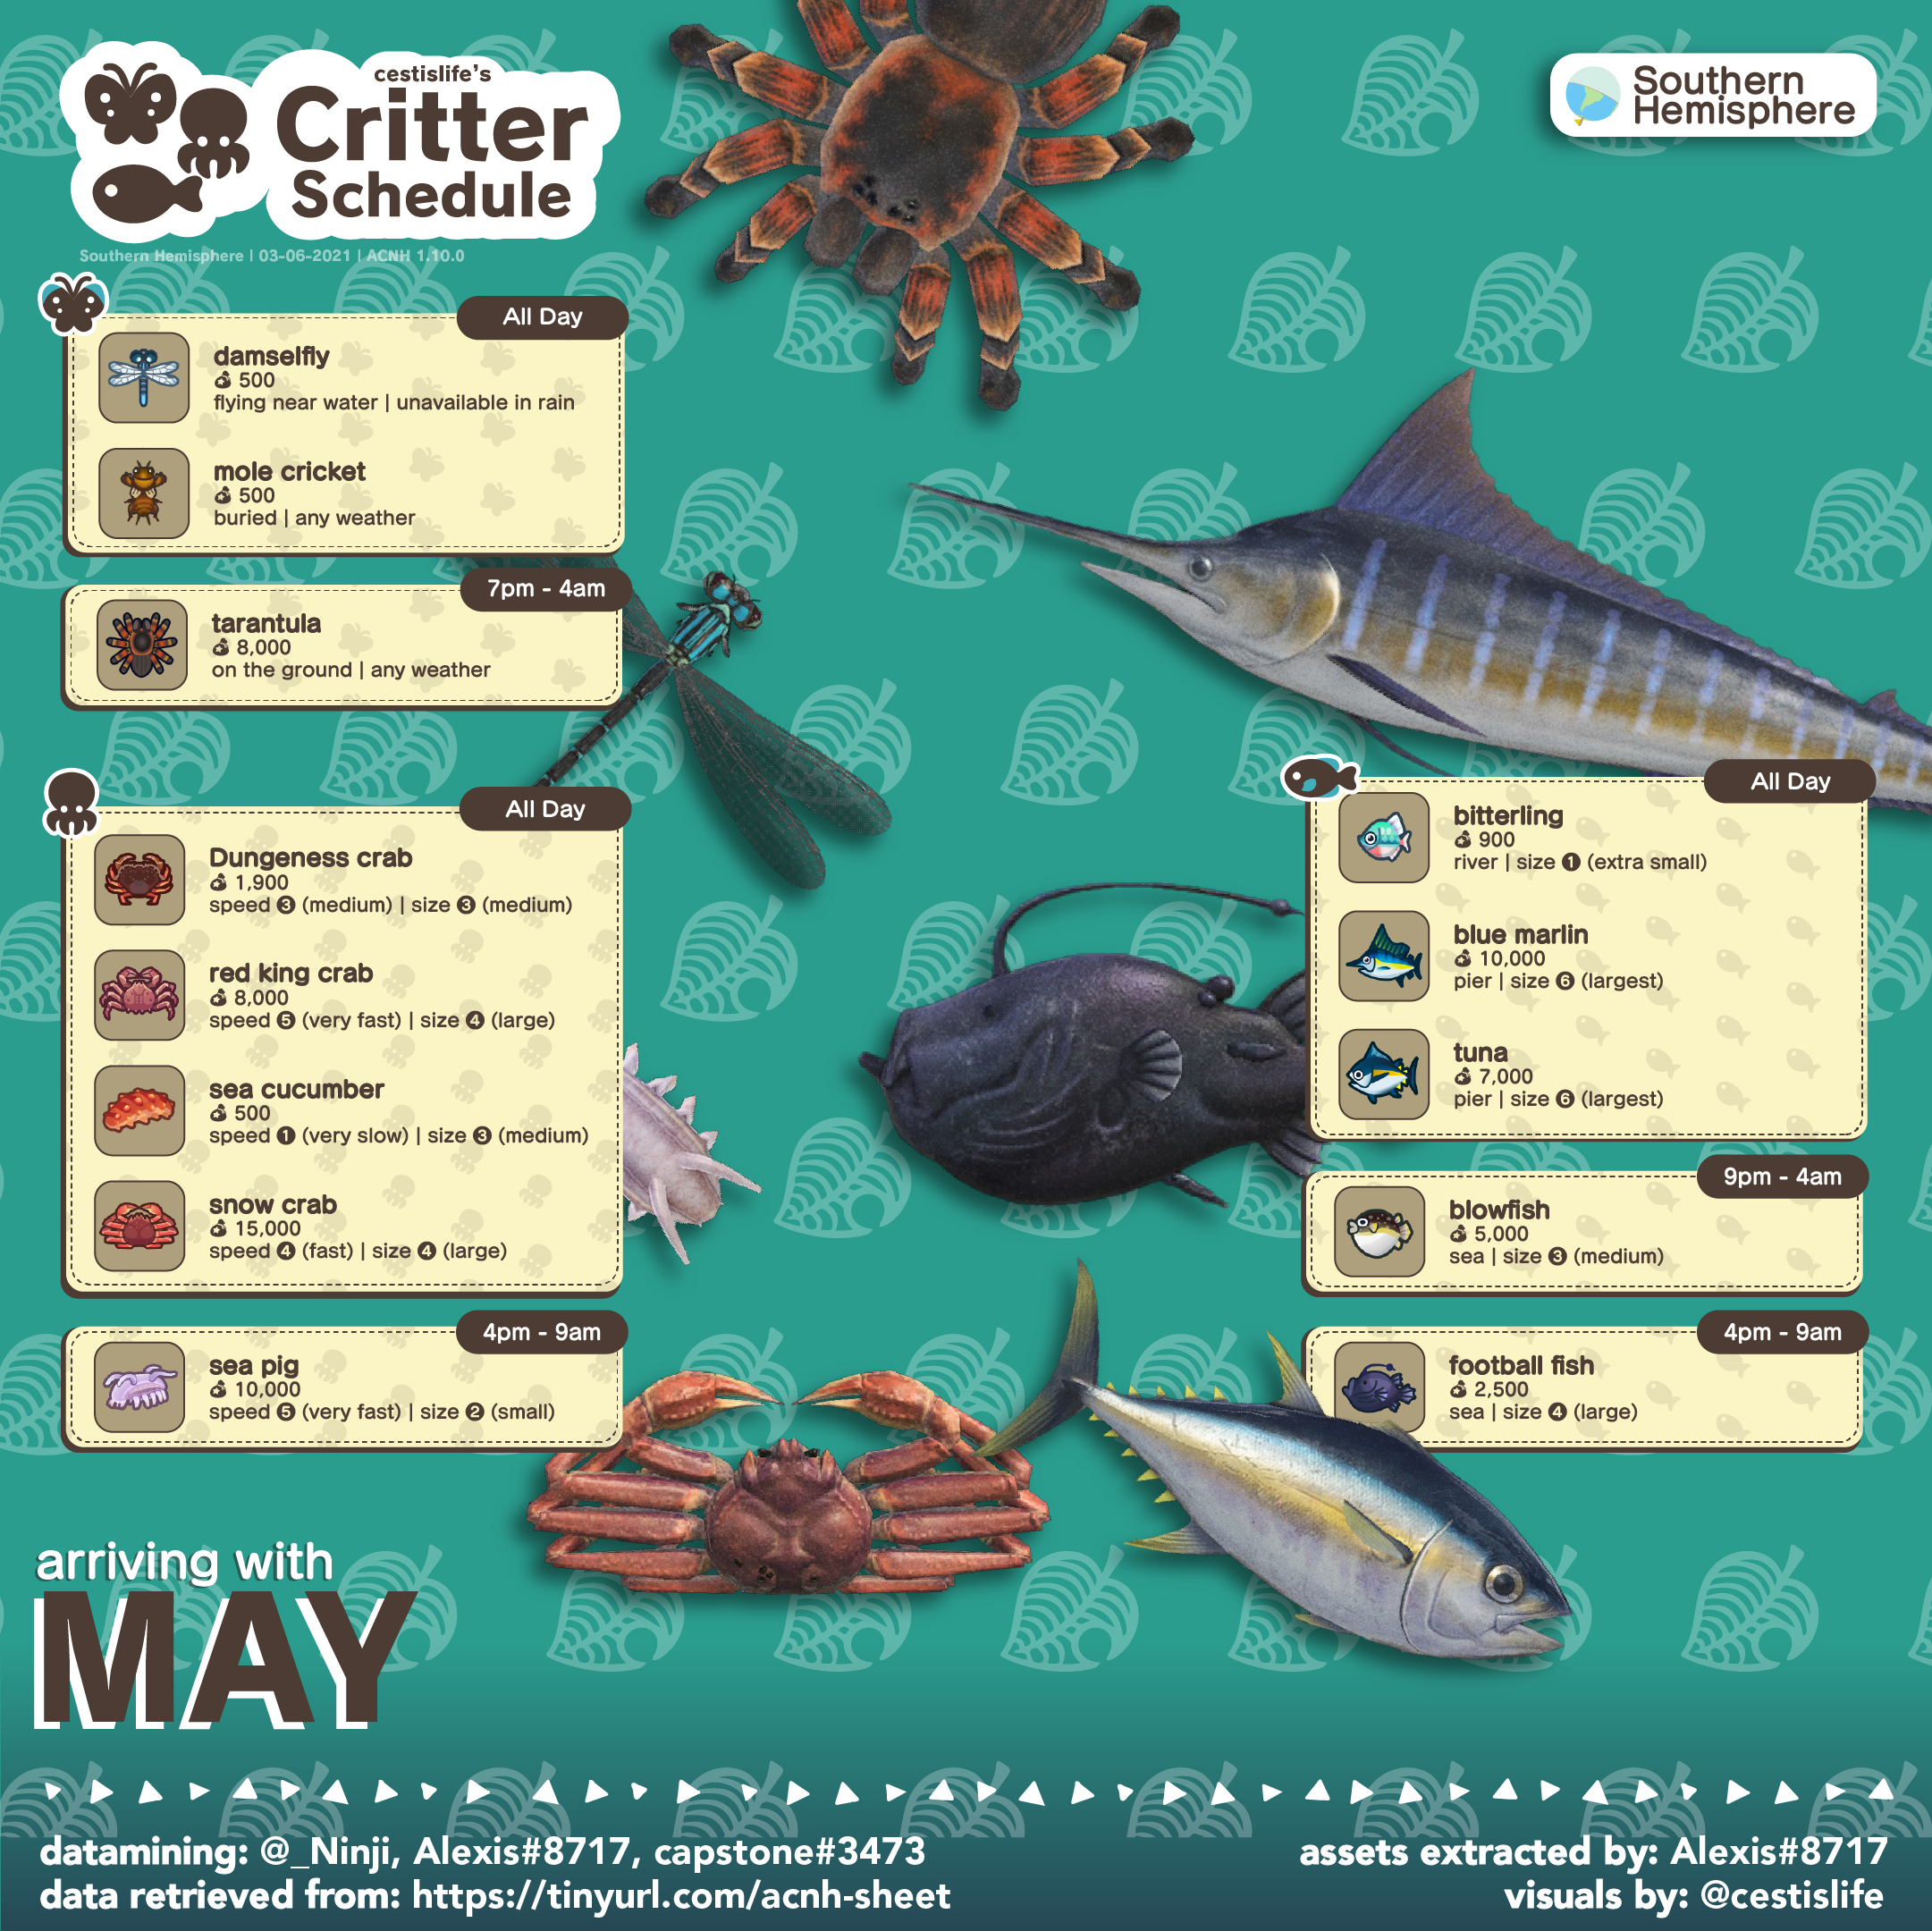 cestislife's
Critter
Schedule
Southern
Hemisphere
Southern Hemisphere | 03-06-2021 | ACNH 1.10.0
All Day
damselfly
500
flying near water | unavailable in rain
mole cricket
500
buried | any weather
7pm - 4am
tarantula
8,000
on the ground | any weather
All Day
Dungeness crab
1,900
speed 3 (medium) | size 3 (medium)
red king crab
8,000
speed 5 (very fast) | size 4 (large)
sea cucumber
500
speed 1 (very slow) | size 3 (medium)
snow crab
15,000
speed 4 (fast) | size 4 (large)
4pm - 9am
sea pig
10,000
speed 5 (very fast) | size 2 (small)
All Day
bitterling
900
river | size 1 (extra small)
blue marlin
10,000
pier | size 6 (largest)
tuna
7,000
pier | size 6 (largest)
9pm - 4am
blowfish
5,000
sea | size 3 (medium)
4pm - 9am
football fish
2,500
sea | size 4 (large)
arriving with
MAY
datamining: @_Ninji, Alexis#8717, capstone#3473
data retrieved from: https://tinyurl.com/acnh-sheet
assets extracted by: Alexis#8717
visuals by: @cestislife